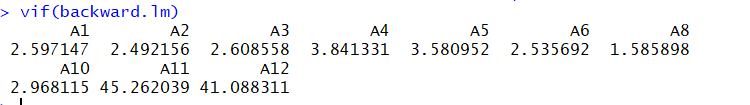 > vif(backward.lm)
A1 A2 A3 A4 A5 A6 A8
2.597147 2.492156 2.608558 3.841331 3.580952 2.535692 1.585898
A10 A11 A12
2.968115 45.262039 41.088311
>